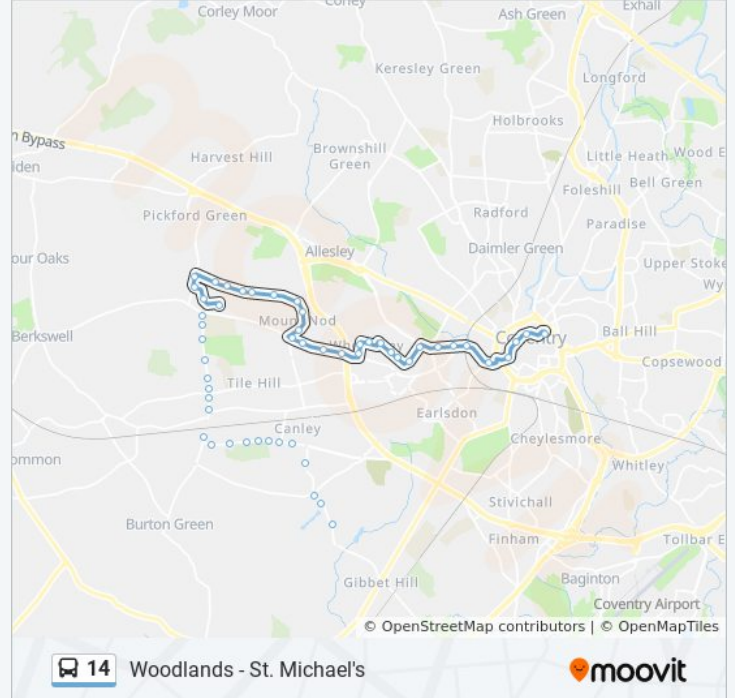 Corley Moor
Corley
Ash Green
Exhall
Keresley Green
Longford
Holbrooks
n Bypass
iden
Harvest Hill
Brownshill
Green
Little Heath
Wood E
Bell Green
Foleshill
Pickford Green
Radford
Paradise
Allesley
Daimler Green
our Oaks
Upper Stoke
Wy
Mount Nod
Berkswell
Coventry
Ball Hill
Copsewood
Tile Hill
Earlsdon
Canley
Cheylesmore
ommon
Whitley
Stivichall
Burton Green
Finham
Tollbar E
Gibbet Hill
Baginton
Coventry Airport
© OpenStreetMap contributors | © OpenMapTiles
14 Woodlands - St. Michael's
moovit